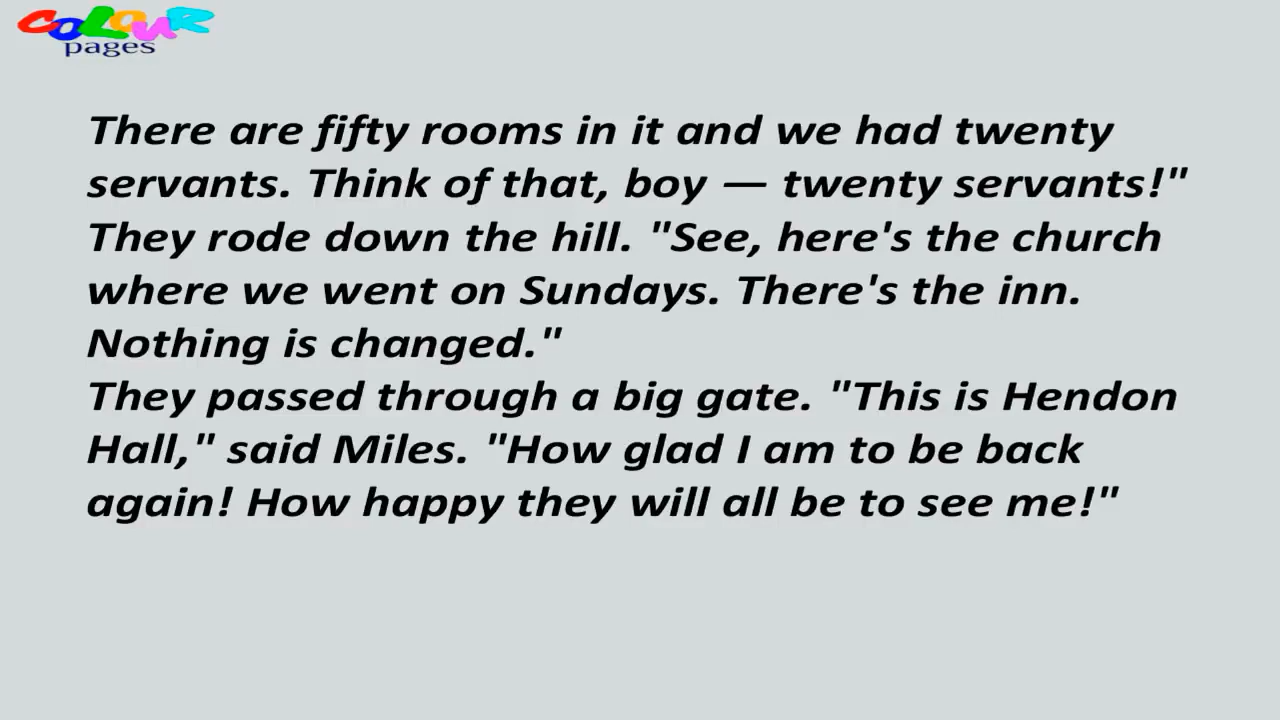 COLOUR
pages
There are fifty rooms in it and we had twenty
servants. Think of that, boy — twenty servants!"
They rode down the hill. "See, here's the church
where we went on Sundays. There's the inn.
Nothing is changed."
They passed through a big gate. "This is Hendon
Hall," said Miles. "How glad I am to be back
again! How happy they will all be to see me!"